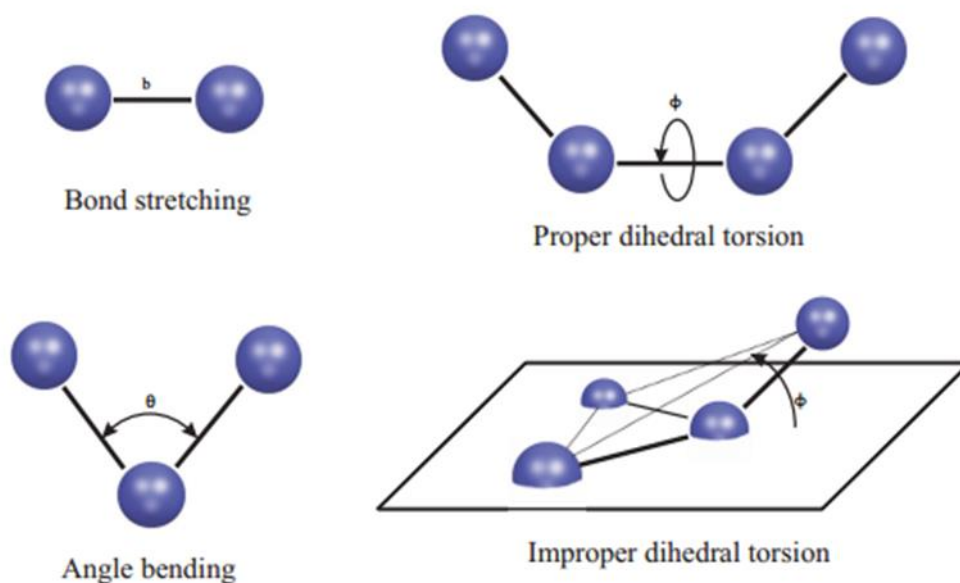 b
Bond stretching
ϕ
Proper dihedral torsion
θ
Angle bending
ϕ
Improper dihedral torsion